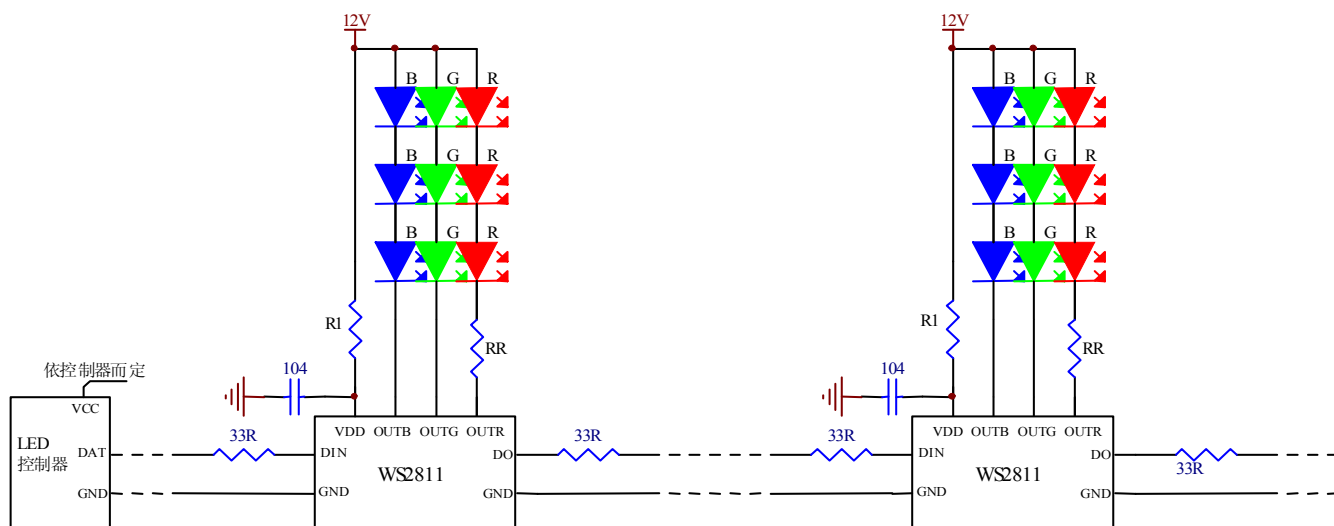 12V
12V
B G R
B G R
B G R
B G R
B G R
B G R
R1
RR
R1
RR
依控制器而定
104
104
VCC
LED
控制器
DAT
GND
33R
VDD OUTB OUTG OUTR
DIN
DO
WS2811
GND
GND
33R
33R
VDD OUTB OUTG OUTR
DIN
DO
WS2811
GND
GND
33R